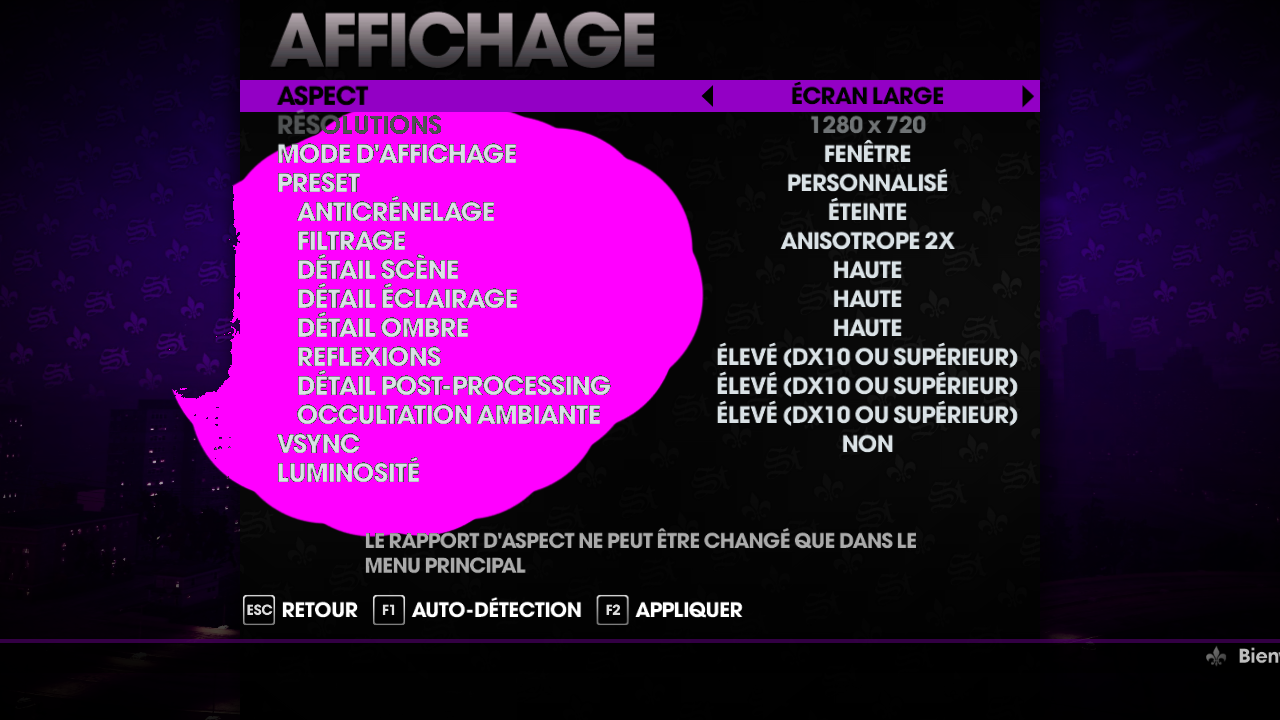 AFFICHAGE
ASPECT ÉCRAN LARGE
RÉSOLUTIONS 1280 x 720
MODE D'AFFICHAGE FENÊTRE
PRESET PERSONNALISÉ
ANTICRÉNELAGE ÉTEINTE
FILTRAGE ANISOTROPE 2X
DÉTAIL SCÈNE HAUTE
DÉTAIL ÉCLAIRAGE HAUTE
DÉTAIL OMBRE HAUTE
REFLEXIONS ÉLEVÉ (DX10 OU SUPÉRIEUR)
DÉTAIL POST-PROCESSING ÉLEVÉ (DX10 OU SUPÉRIEUR)
OCCULTATION AMBIANTE ÉLEVÉ (DX10 OU SUPÉRIEUR)
VSYNC NON
LUMINOSITÉ
LE RAPPORT D'ASPECT NE PEUT ÊTRE CHANGÉ QUE DANS LE
MENU PRINCIPAL
ESC RETOUR F1 AUTO-DÉTECTION F2 APPLIQUER